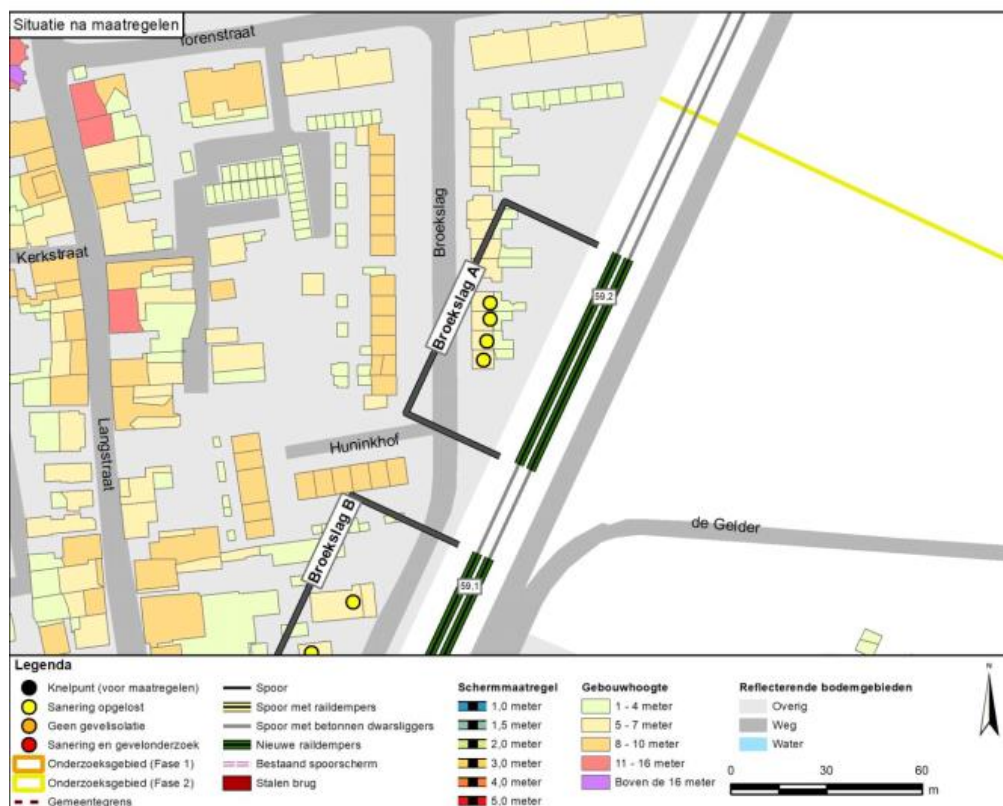 Situatie na maatregelen
Torenstraat
Broekslag
Kerkstraat
Broekslag A
59.2
Langstraat
Huninkhof
Broekslag B
de Gelder
59.1
Legenda
Knelpunt (voor maatregelen)
Sanering opgelost
Geen gevelisolatie
Sanering en gevelonderzoek
Onderzoeksgebied (Fase 1)
Onderzoeksgebied (Fase 2)
Gemeentegrens
Spoor
Spoor met raildempers
Spoor met betonnen dwarsliggers
Nieuwe raildempers
Bestaand spoorscherm
Stalen brug
Schermmaatregel
1,0 meter
1,5 meter
2,0 meter
3,0 meter
4,0 meter
5,0 meter
Gebouwhoogte
1 - 4 meter
5 - 7 meter
8 - 10 meter
11 - 16 meter
Boven de 16 meter
Reflecterende bodemgebieden
Overig
Weg
Water
N
0 30 60
m